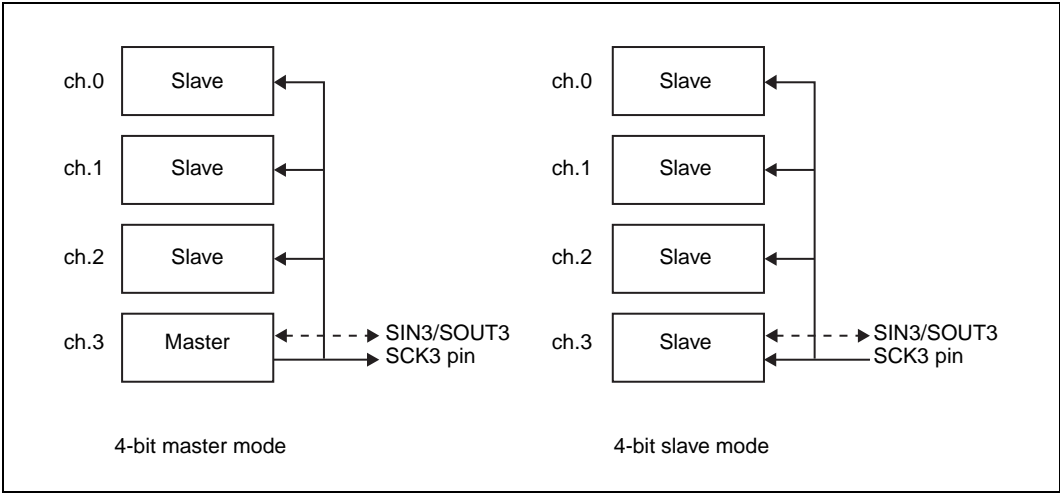 ch.0 Slave
ch.1 Slave
ch.2 Slave
ch.3 Master
SIN3/SOUT3
SCK3 pin
4-bit master mode
ch.0 Slave
ch.1 Slave
ch.2 Slave
ch.3 Slave
SIN3/SOUT3
SCK3 pin
4-bit slave mode